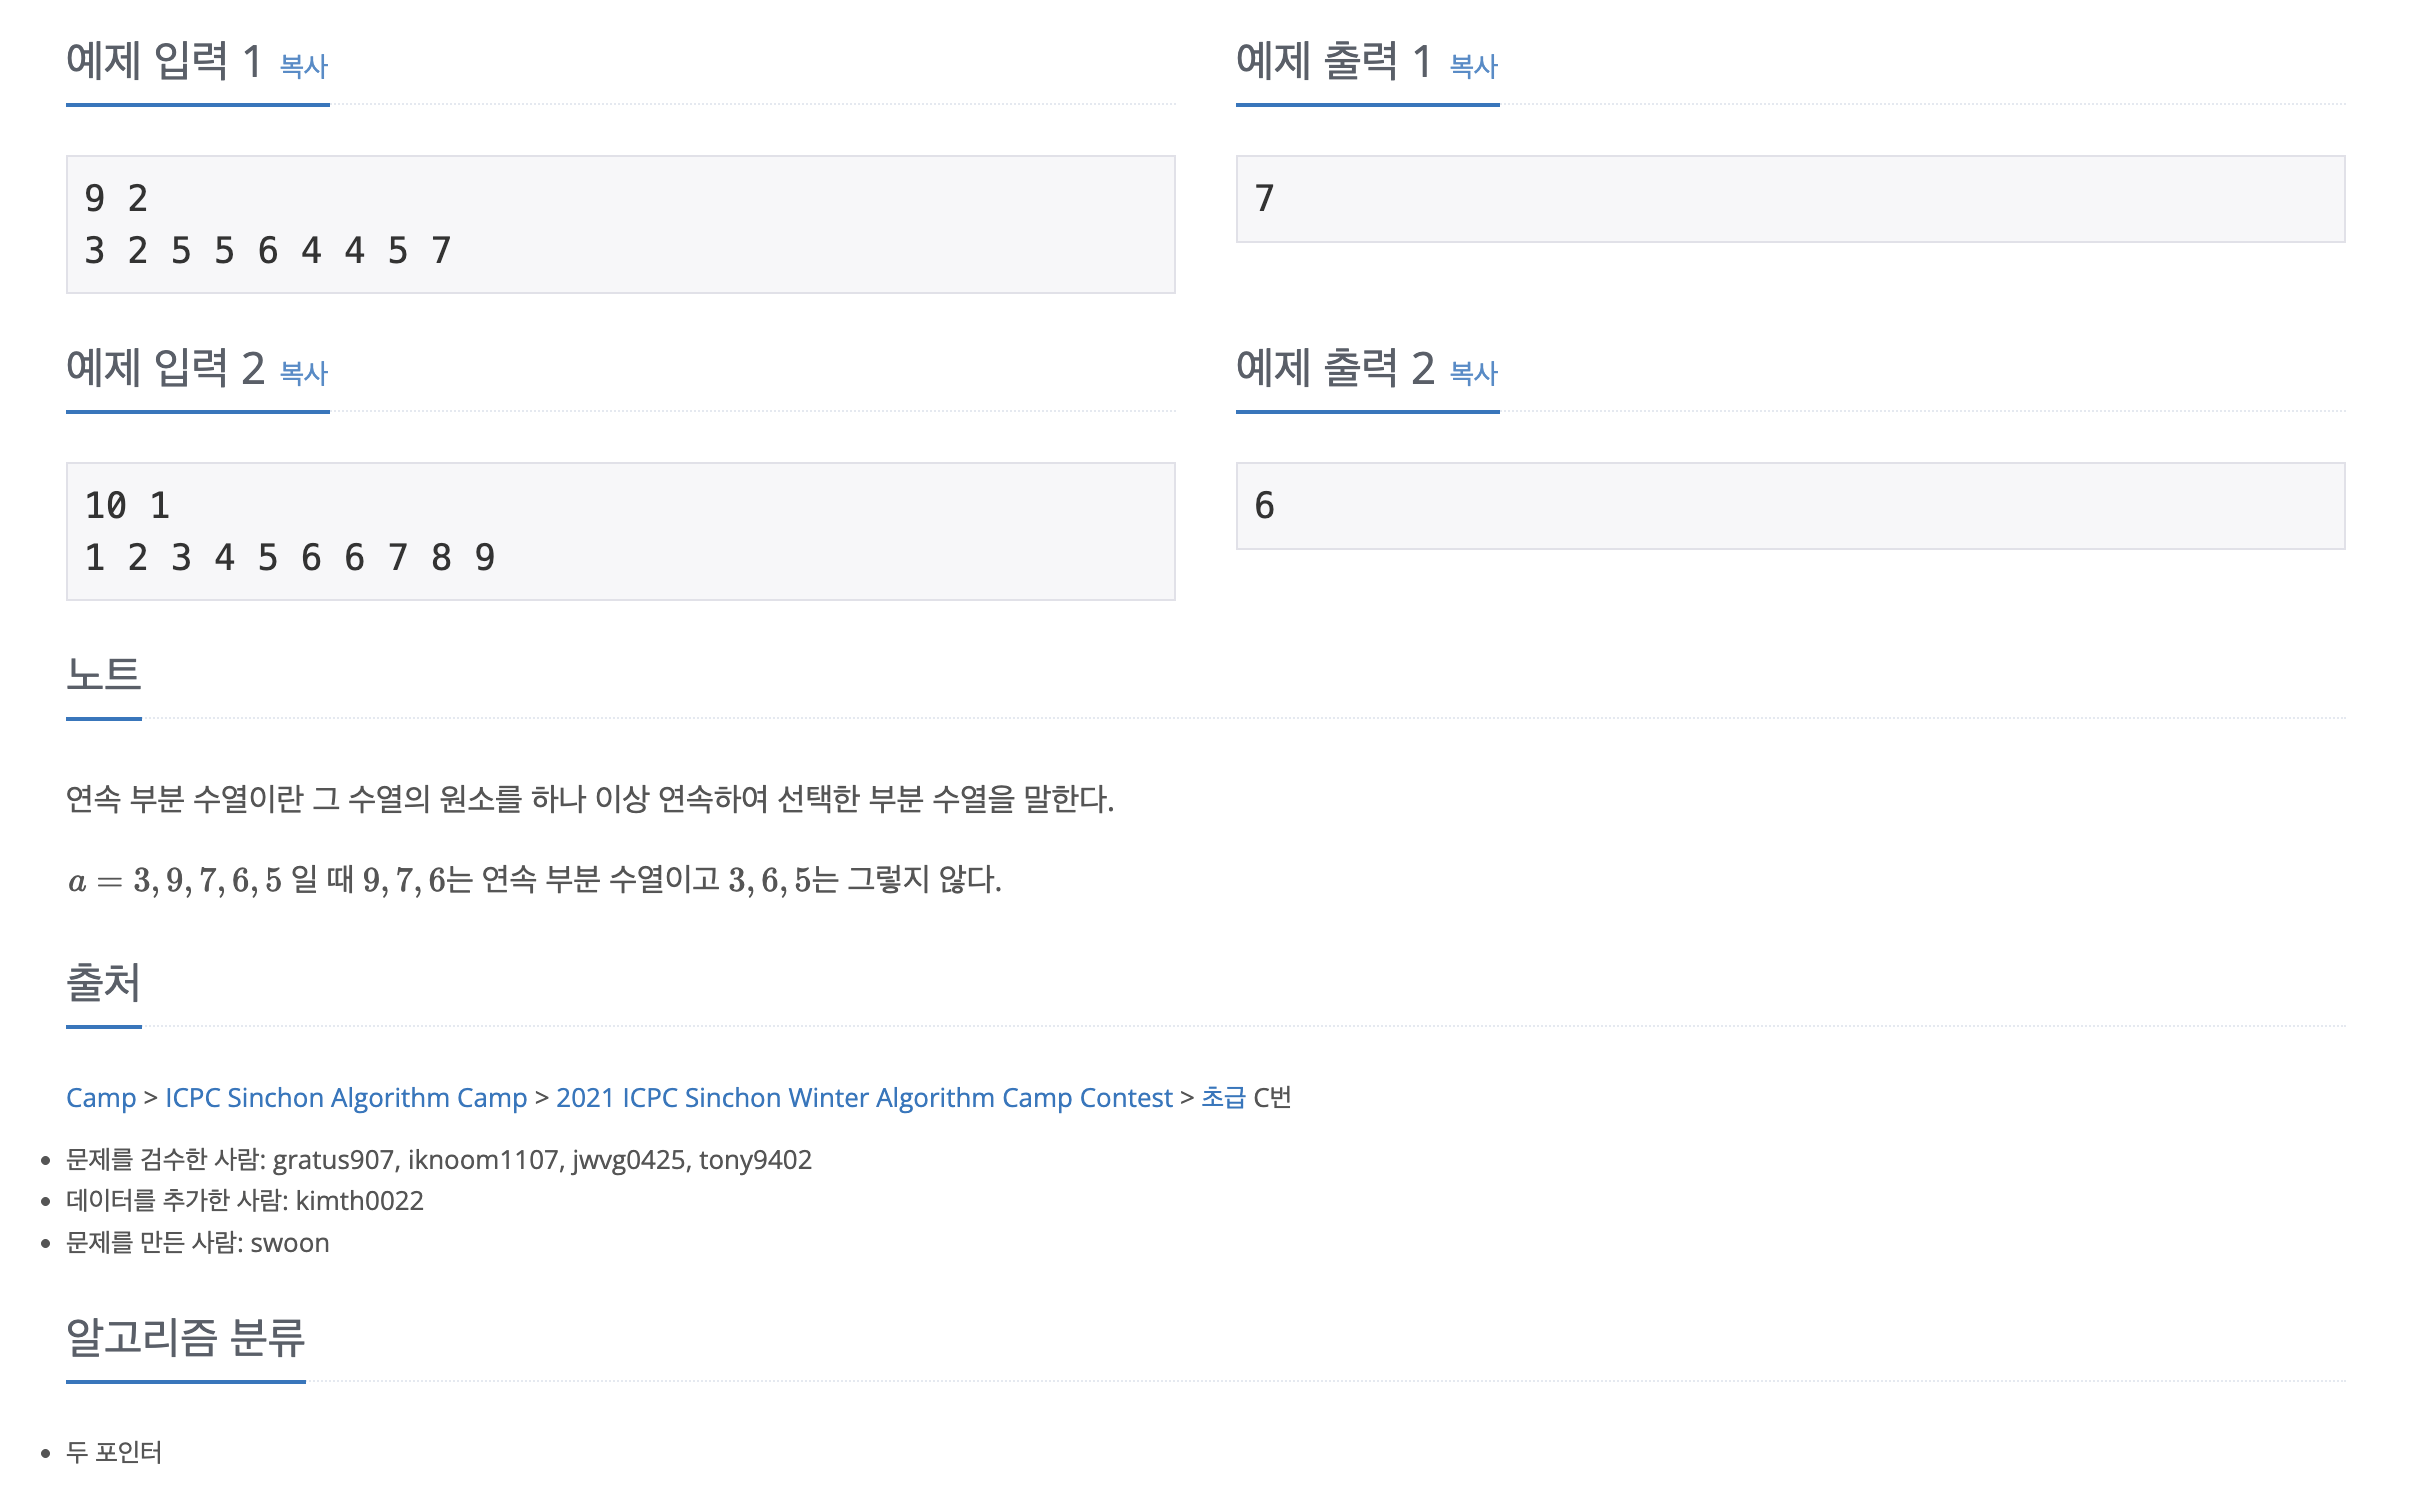 예제 입력 1 복사
9 2
3 2 5 5 6 4 4 5 7
예제 출력 1 복사
7
예제 입력 2 복사
10 1
1 2 3 4 5 6 6 7 8 9
예제 출력 2 복사
6
노트
연속 부분 수열이란 그 수열의 원소를 하나 이상 연속하여 선택한 부분 수열을 말한다.
a = 3, 9, 7, 6, 5 일 때 9, 7, 6는 연속 부분 수열이고 3, 6, 5는 그렇지 않다.
출처
Camp > ICPC Sinchon Algorithm Camp > 2021 ICPC Sinchon Winter Algorithm Camp Contest > 초급 C번
• 문제를 검수한 사람: gratus907, iknoom1107, jwvg0425, tony9402
• 데이터를 추가한 사람: kimth0022
• 문제를 만든 사람: swoon
알고리즘 분류
• 두 포인터